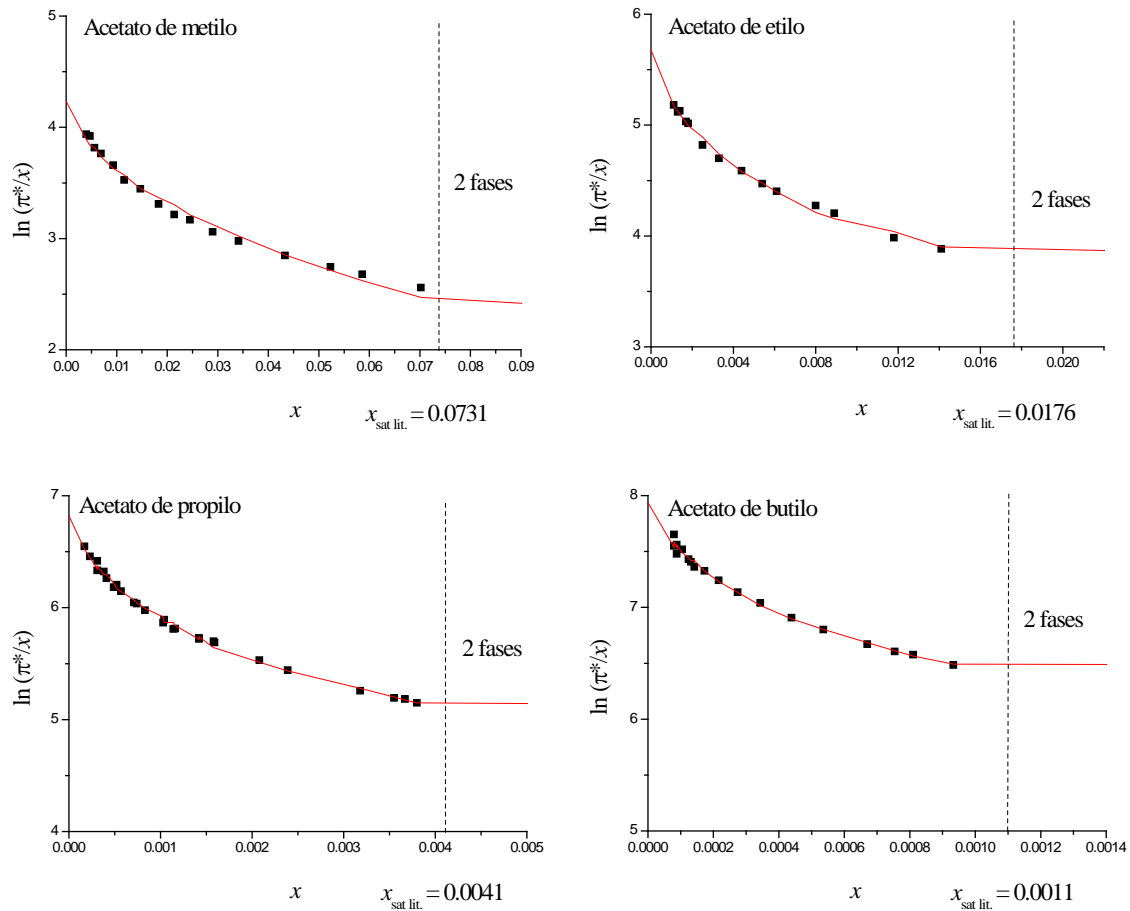 Acetato de metilo
5
4
3
2
ln (π*/x)
2 fases
0.00 0.01 0.02 0.03 0.04 0.05 0.06 0.07 0.08 0.09
x
x sat lit. = 0.0731
Acetato de etilo
6
5
4
3
ln (π*/x)
2 fases
0.000 0.004 0.008 0.012 0.016 0.020
x
x sat lit. = 0.0176
Acetato de propilo
7
6
5
4
ln (π*/x)
2 fases
0.000 0.001 0.002 0.003 0.004 0.005
x
x sat lit. = 0.0041
Acetato de butilo
8
7
6
5
ln (π*/x)
2 fases
0.0000 0.0002 0.0004 0.0006 0.0008 0.0010 0.0012 0.0014
x
x sat lit. = 0.0011